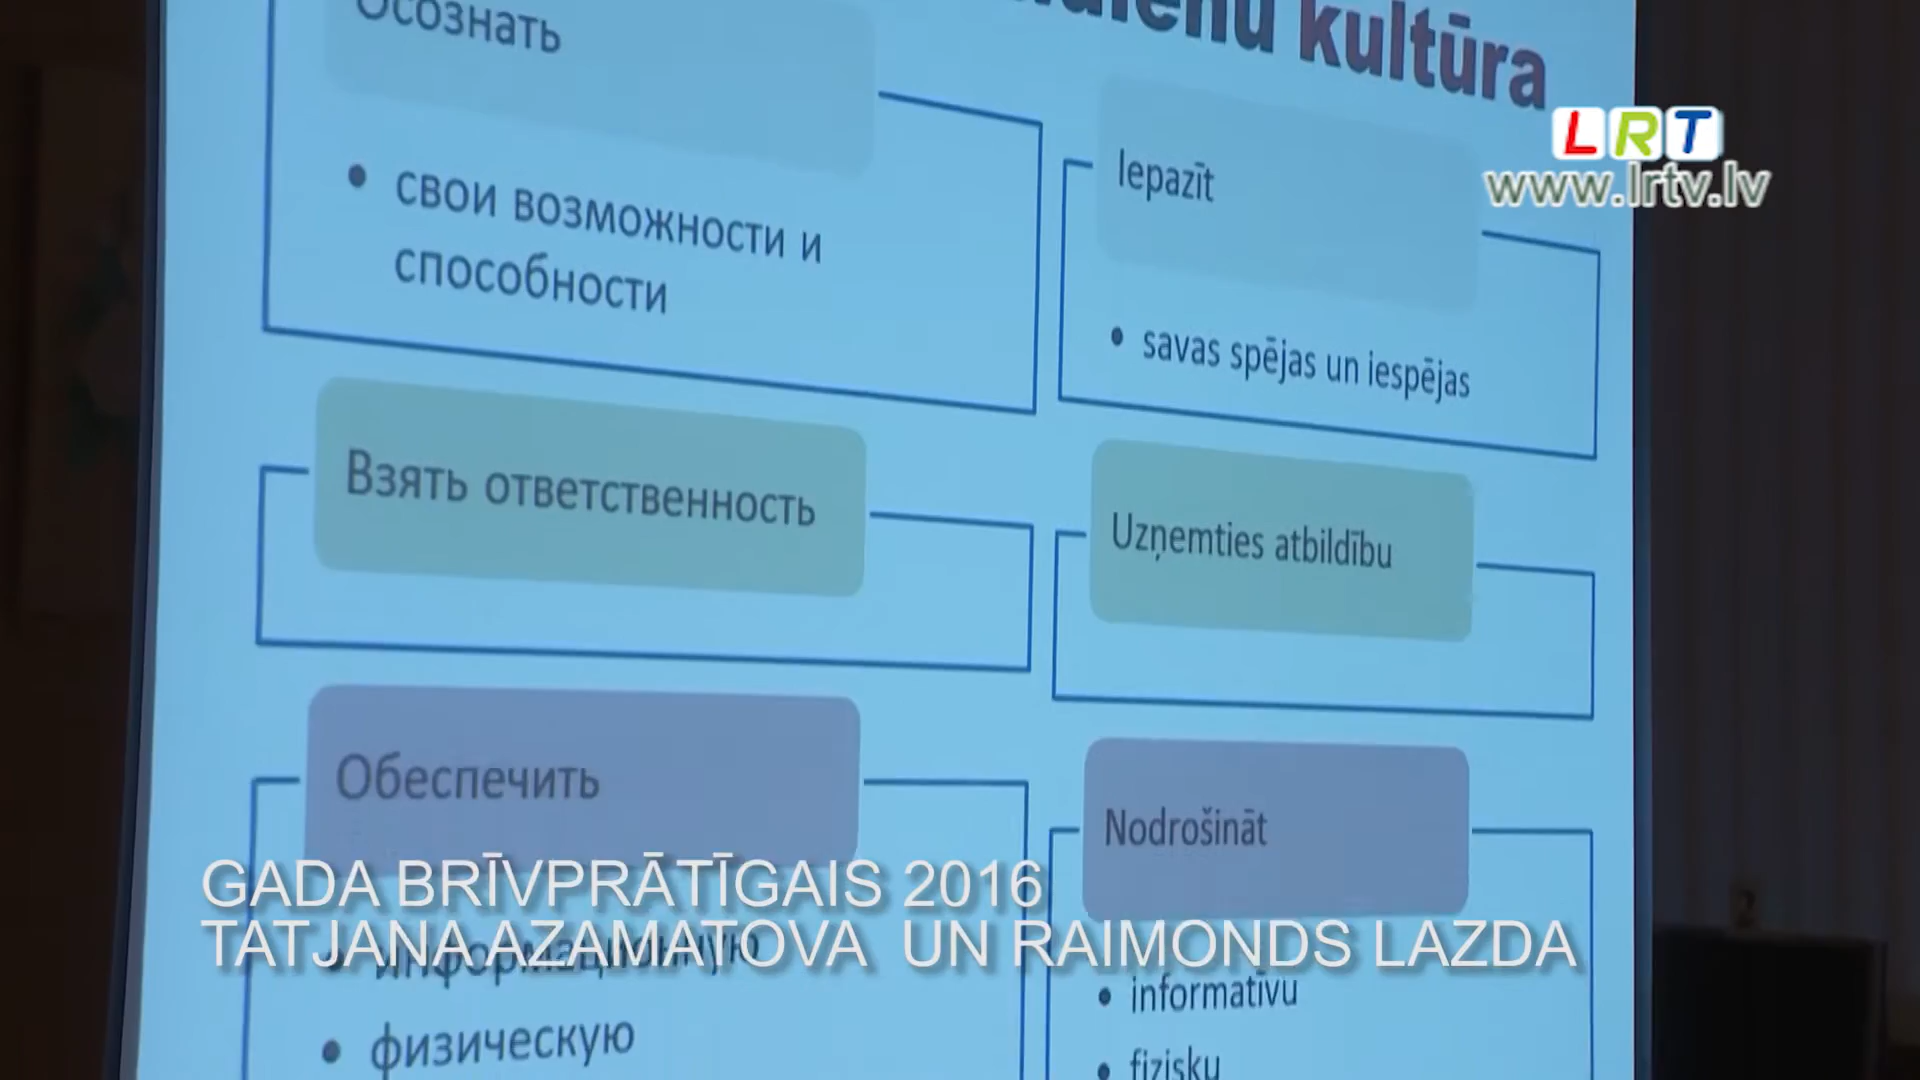 kultūra
Осознать
свои возможности и
способности
Iepazīt
savas spējas un iespējas
LRT
www.lrtv.lv
Взять ответственность
Uzņemties atbildību
Обеспечить
информационную
физическую
Nodrošināt
informatīvu
fizisku
GADA BRĪVPRĀTĪGAIS 2016
TATJANA AZAMATOVA UN RAIMONDS LAZDA